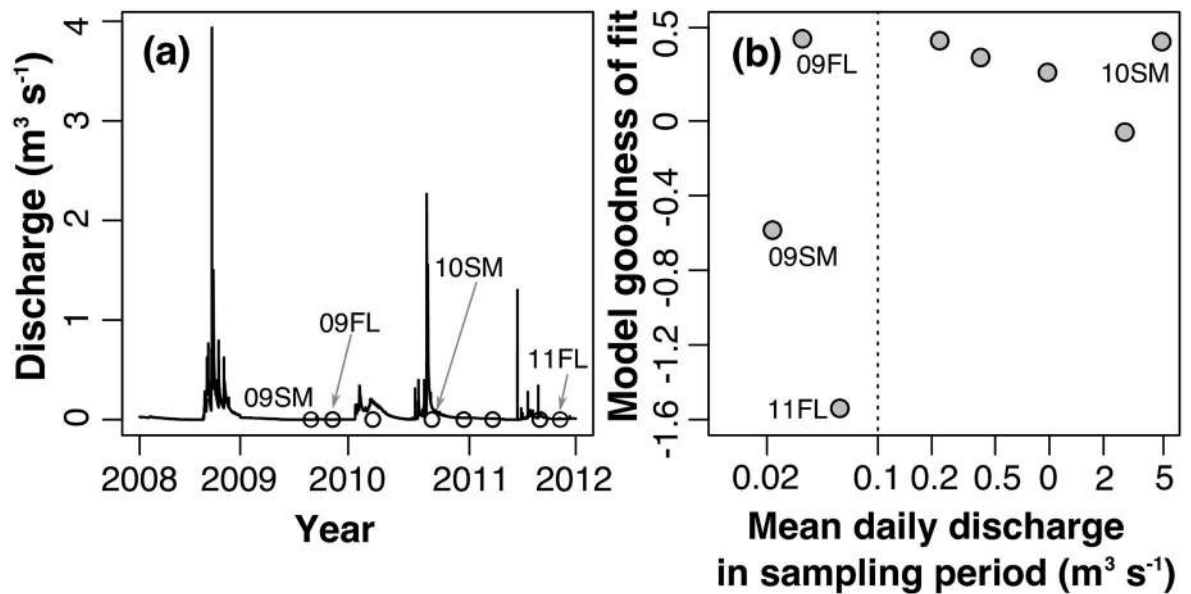 (a)
Discharge (m³ s⁻¹)
4
3
2
1
0
09SM
09FL
10SM
11FL
2008 2009 2010 2011 2012
Year
(b)
Model goodness of fit
0.5
0
-0.4
-0.8
-1.2
-1.6
09FL
10SM
09SM
11FL
0.02 0.1 0.2 0.5 0 2 5
Mean daily discharge
in sampling period (m³ s⁻¹)